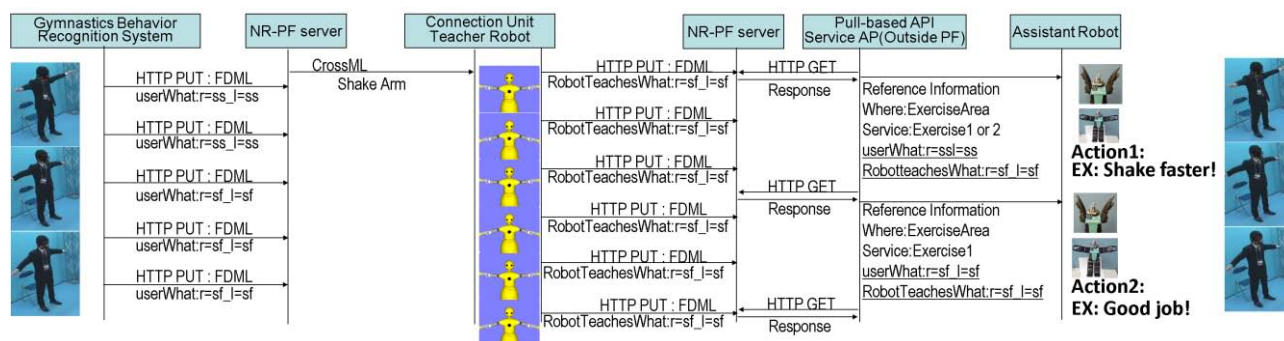 Gymnastics Behavior
Recognition System
NR-PF server
Connection Unit
Teacher Robot
NR-PF server
Pull-based API
Service AP(Outside PF)
Assistant Robot
HTTP PUT : FDML
userWhat:r=ss_l=ss
HTTP PUT : FDML
userWhat:r=ss_l=ss
HTTP PUT : FDML
userWhat:r=sf_l=sf
HTTP PUT : FDML
userWhat:r=sf_l=sf
HTTP PUT : FDML
userWhat:r=sf_l=sf
CrossML
Shake Arm
HTTP PUT : FDML
RobotTeachesWhat:r=sf_l=sf
HTTP PUT : FDML
RobotTeachesWhat:r=sf_l=sf
HTTP PUT : FDML
RobotTeachesWhat:r=sf_l=sf
HTTP PUT : FDML
RobotTeachesWhat:r=sf_l=sf
HTTP PUT : FDML
RobotTeachesWhat:r=sf_l=sf
HTTP PUT : FDML
RobotTeachesWhat:r=sf_l=sf
HTTP GET
Response
HTTP GET
Response
HTTP GET
Response
Reference Information
Where:ExerciseArea
Service:Exercise1 or 2
userWhat:r=ssl=ss
RobotteachesWhat:r=sf_l=sf
Reference Information
Where:ExerciseArea
Service:Exercise1
userWhat:r=sf_l=sf
RobotTeachesWhat:r=sf_l=sf
Action1:
EX: Shake faster!
Action2:
EX: Good job!